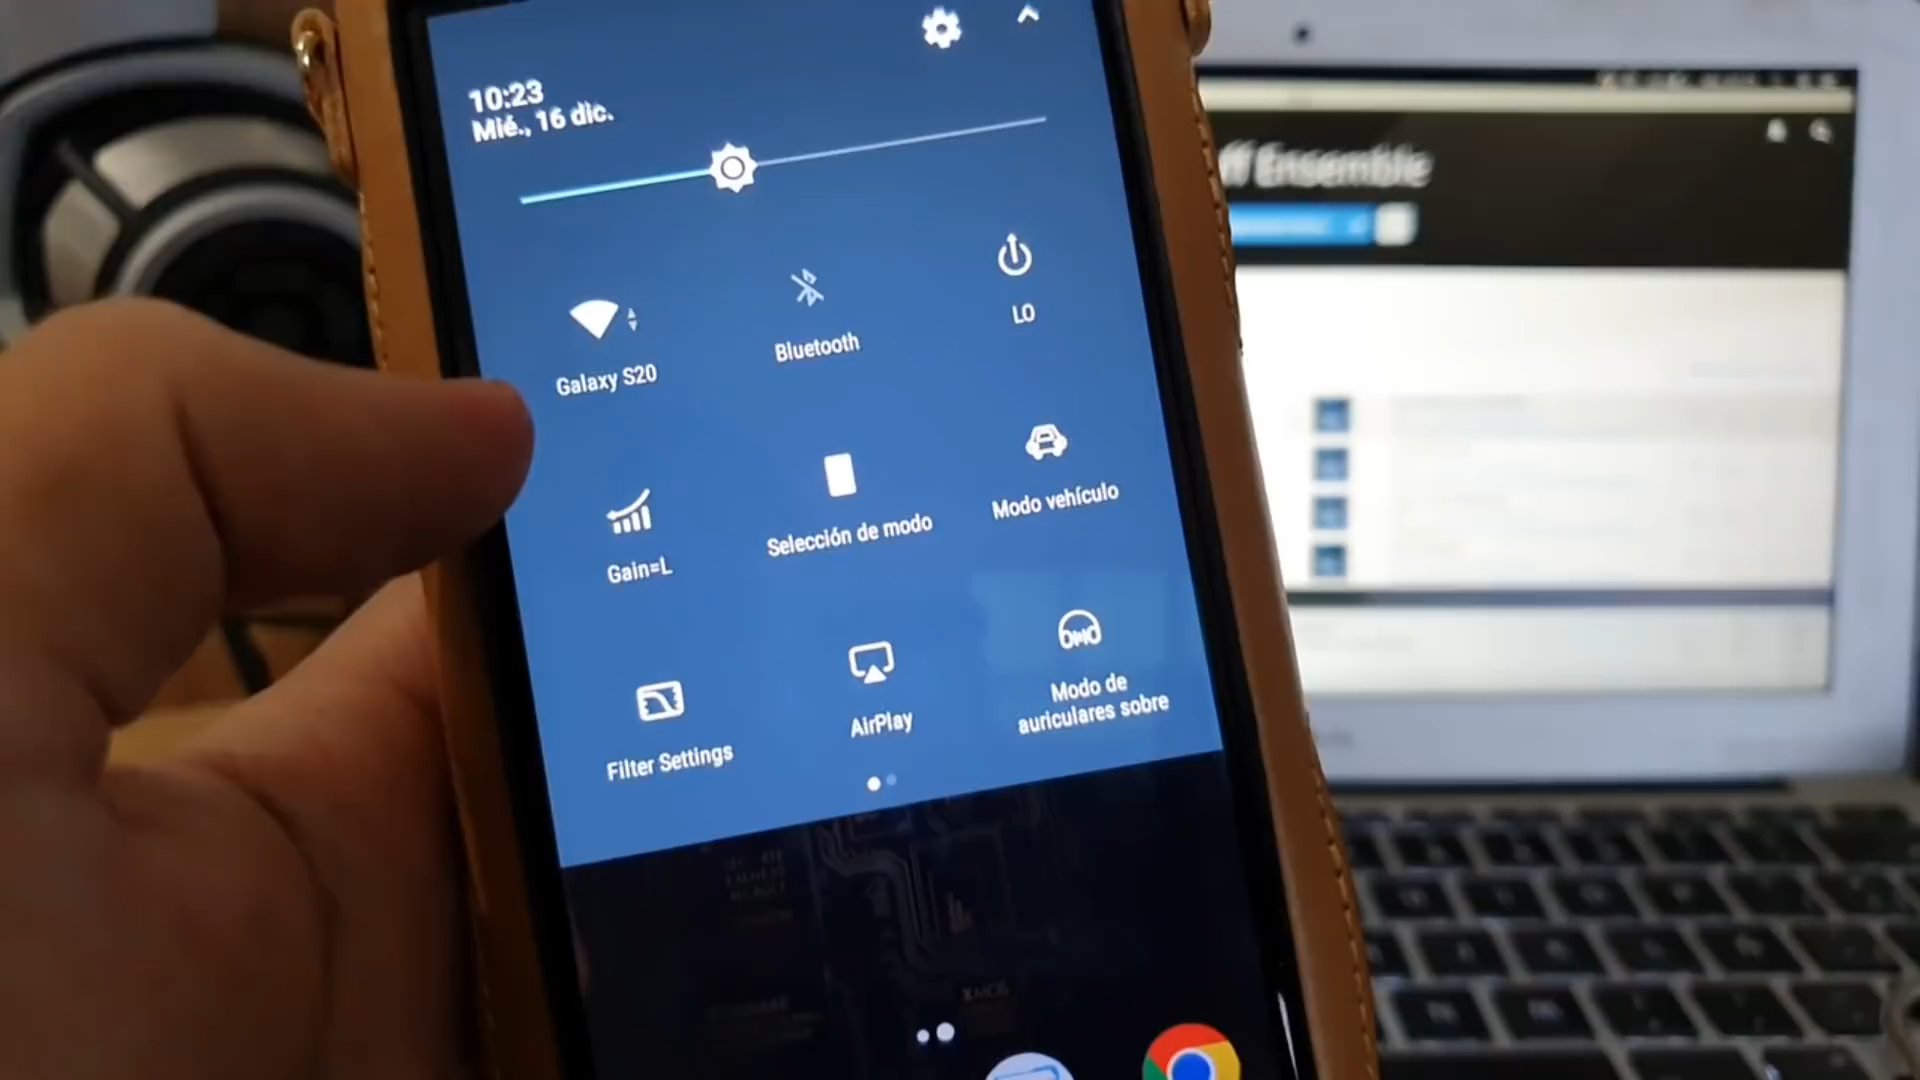 10:23
Mié., 16 dic.
Galaxy S20
Bluetooth
LO
Gain=L
Selección de modo
Modo vehículo
Filter Settings
AirPlay
Modo de
auriculares sobre
ff Ensemble